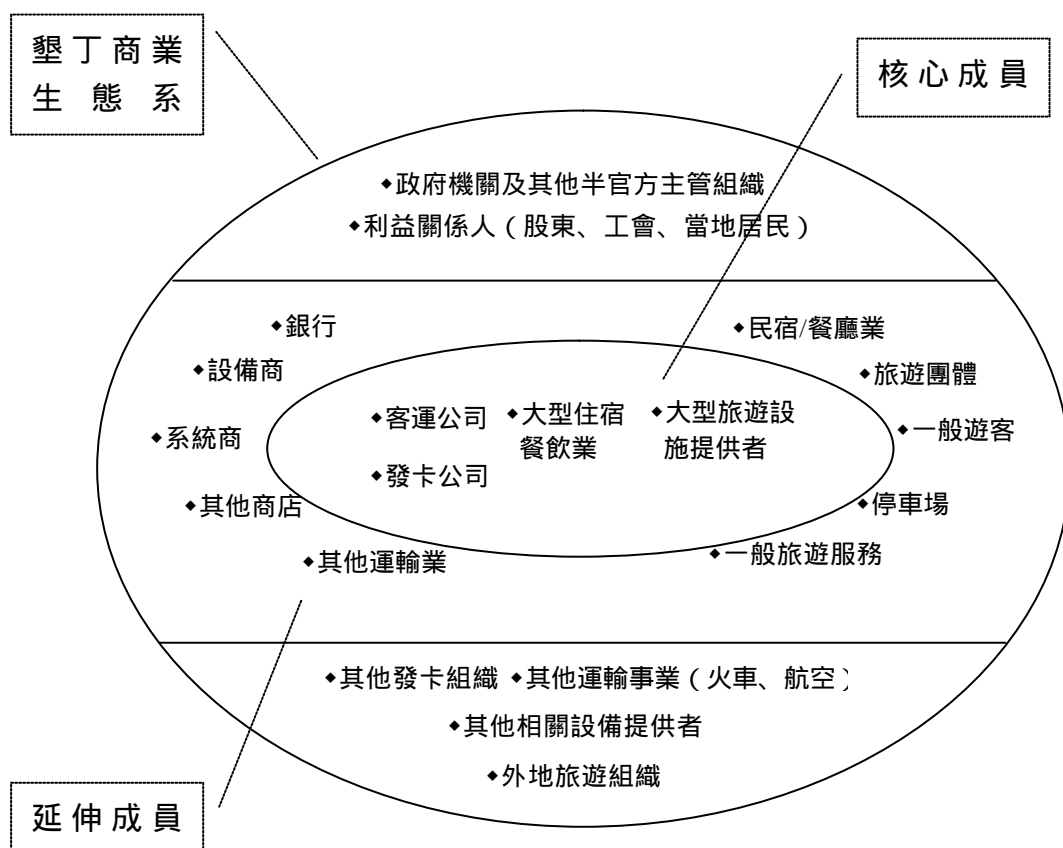 墾丁商業
生態系
核心成員
◆政府機關及其他半官方主管組織
◆利益關係人（股東、工會、當地居民）
◆銀行
◆民宿/餐廳業
◆設備商
◆旅遊團體
◆客運公司
◆大型住宿
餐飲業
◆大型旅遊設
施提供者
◆系統商
◆一般遊客
◆發卡公司
◆其他商店
◆停車場
◆其他運輸業
◆一般旅遊服務
◆其他發卡組織
◆其他運輸事業（火車、航空）
◆其他相關設備提供者
◆外地旅遊組織
延伸成員